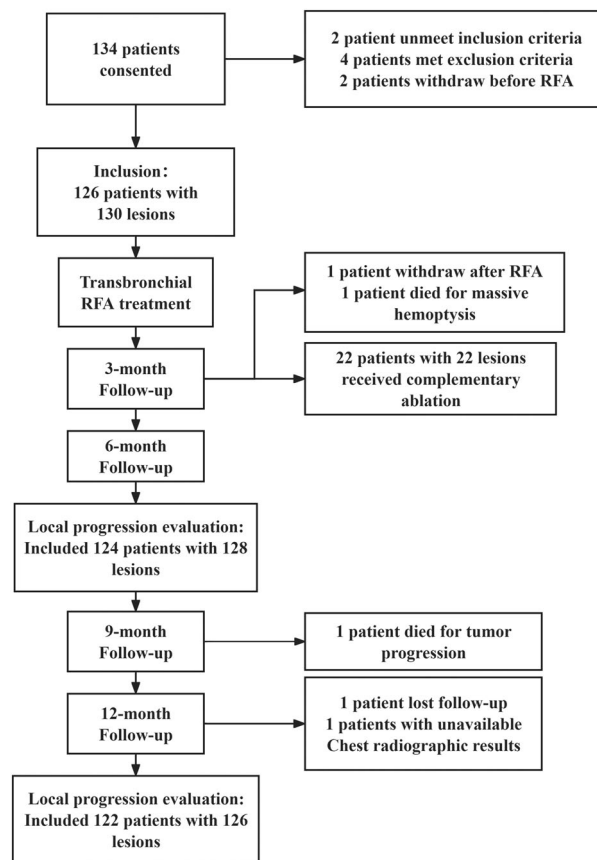 134 patients
consented
2 patient unmeet inclusion criteria
4 patients met exclusion criteria
2 patients withdraw before RFA
Inclusion:
126 patients with
130 lesions
Transbronchial
RFA treatment
1 patient withdraw after RFA
1 patient died for massive
hemoptysis
3-month
Follow-up
22 patients with 22 lesions
received complementary
ablation
6-month
Follow-up
Local progression evaluation:
Included 124 patients with 128
lesions
9-month
Follow-up
1 patient died for tumor
progression
12-month
Follow-up
1 patient lost follow-up
1 patients with unavailable
Chest radiographic results
Local progression evaluation:
Included 122 patients with 126
lesions